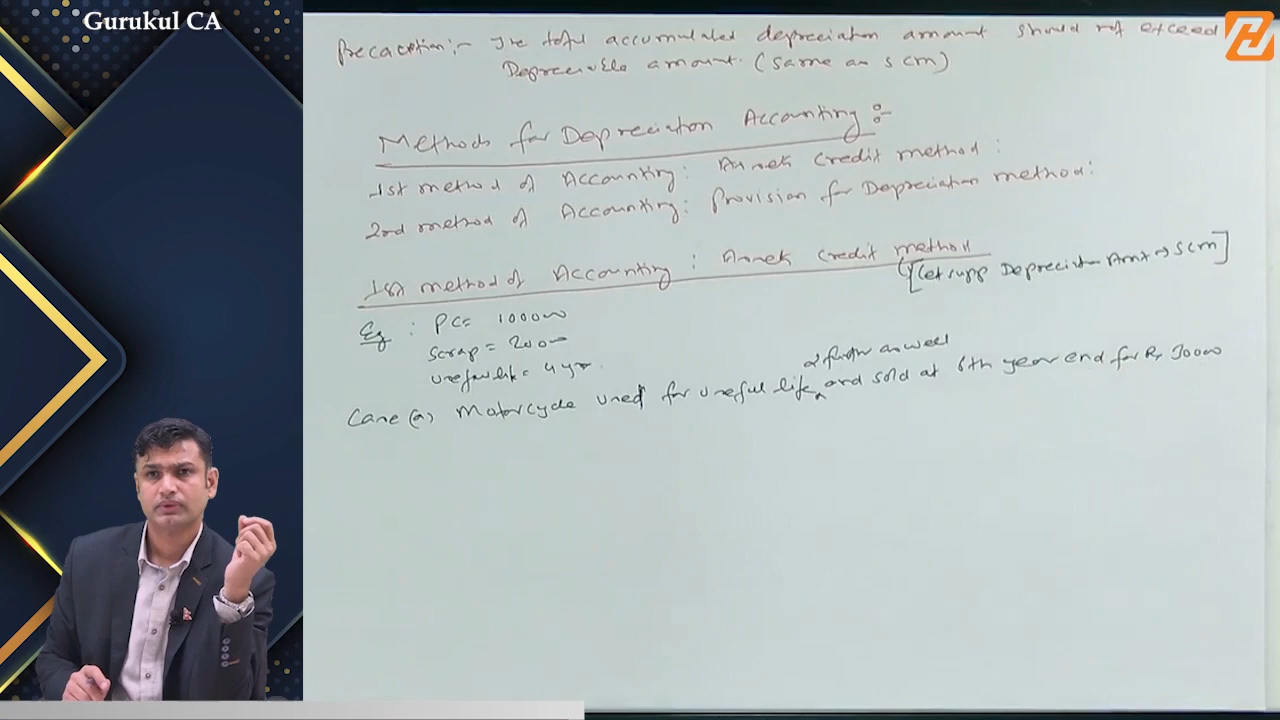 Gurukul CA
Precaution:- The total accumulated depreciation amount should not exceed
Depreciable amount. (same as SCM)
Methods for Depreciation Accounting :-
1st method of Accounting: Asset Credit method :
2nd method of Accounting: Provision for Depreciation method:
1st method of Accounting : Asset Credit method
[Let supp Depreciation Amt → SCM]
Eg : PC= 100000
Scrap = 20000
Useful life = 4 yrs.
& further as well
Case (a) Motorcycle used for useful life and sold at 6th year end for Rs 30000